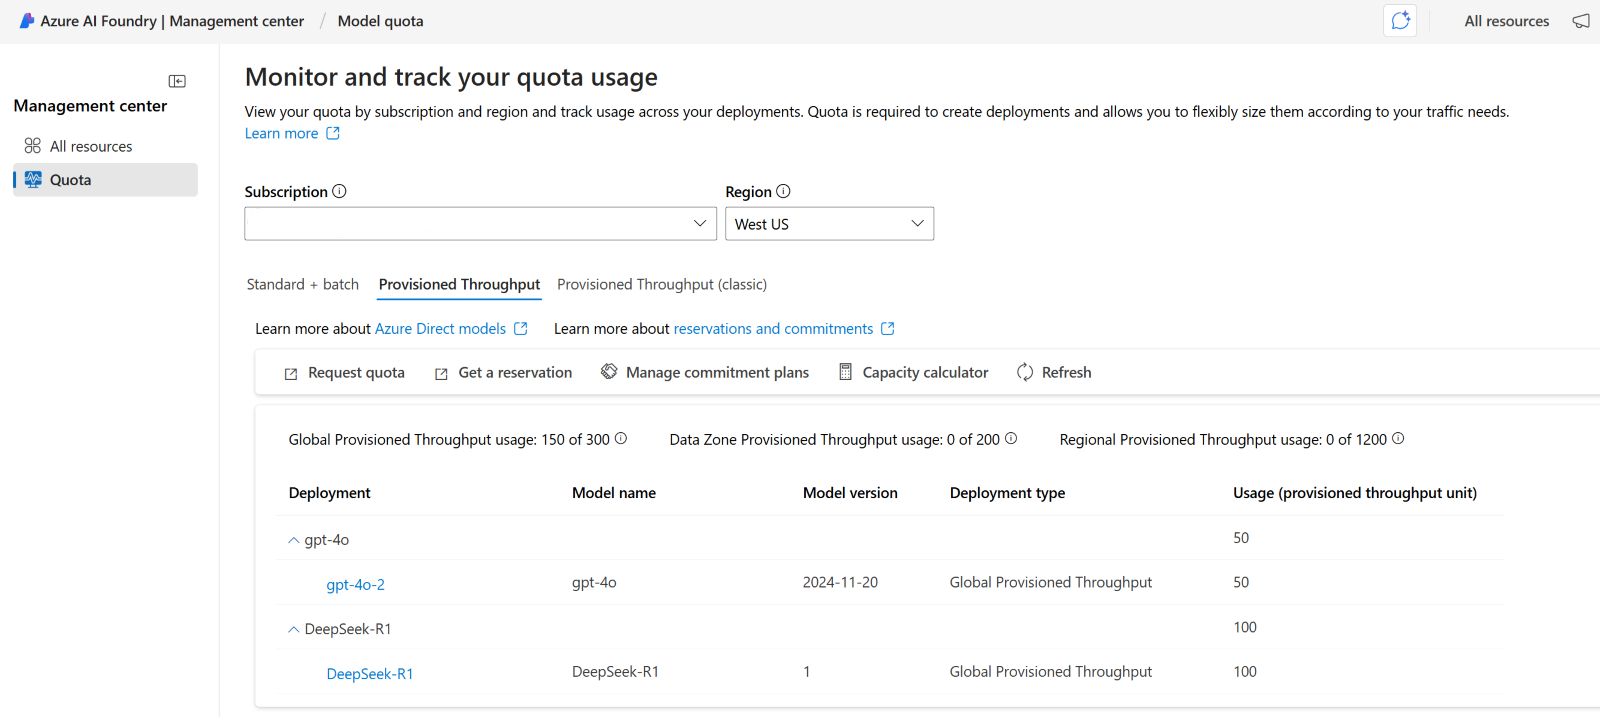 Azure AI Foundry | Management center / Model quota
All resources
Management center
All resources
Quota
Monitor and track your quota usage
View your quota by subscription and region and track usage across your deployments. Quota is required to create deployments and allows you to flexibly size them according to your traffic needs.
Learn more
Subscription
Region
West US
Standard + batch Provisioned Throughput Provisioned Throughput (classic)
Learn more about Azure Direct models Learn more about reservations and commitments
Request quota Get a reservation Manage commitment plans Capacity calculator Refresh
Global Provisioned Throughput usage: 150 of 300 Data Zone Provisioned Throughput usage: 0 of 200 Regional Provisioned Throughput usage: 0 of 1200
Deployment Model name Model version Deployment type Usage (provisioned throughput unit)
gpt-4o 50
gpt-4o-2 gpt-4o 2024-11-20 Global Provisioned Throughput 50
DeepSeek-R1 100
DeepSeek-R1 DeepSeek-R1 1 Global Provisioned Throughput 100